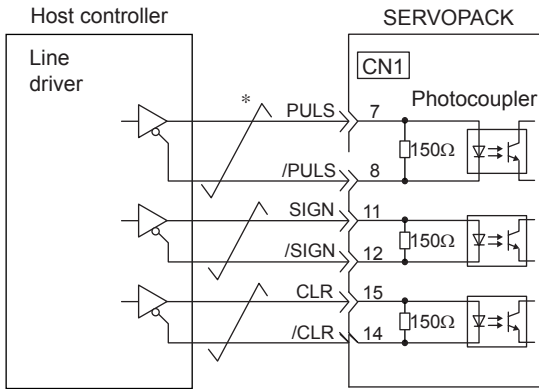 Host controller
SERVOPACK
Line
driver
CN1
Photocoupler
*
PULS 7
150Ω
/PULS 8
SIGN 11
150Ω
/SIGN 12
CLR 15
150Ω
/CLR 14